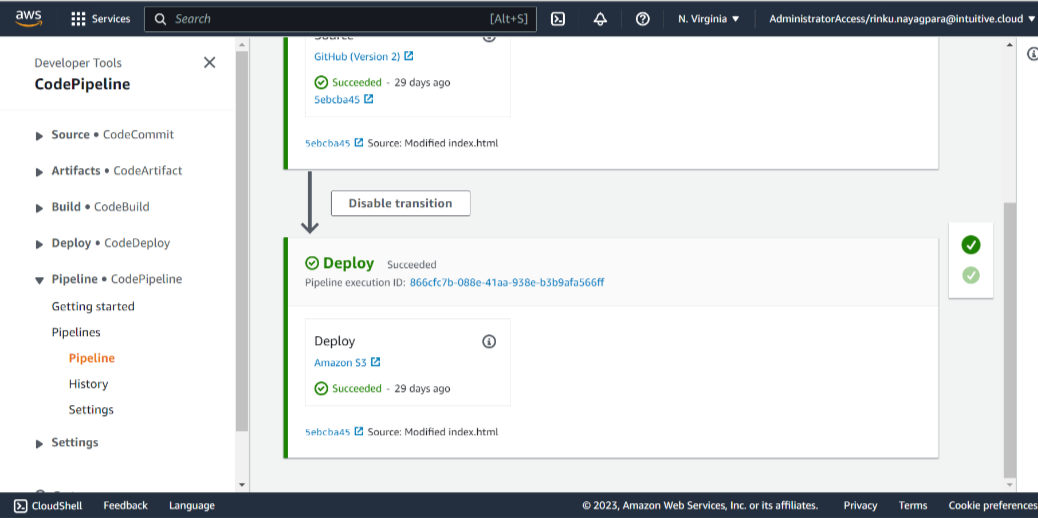 aws
Services
Search
[Alt+S]
N. Virginia
AdministratorAccess/rinku.nayagpara@intuitive.cloud
Developer Tools
CodePipeline
Source • CodeCommit
Artifacts • CodeArtifact
Build • CodeBuild
Deploy • CodeDeploy
Pipeline • CodePipeline
Getting started
Pipelines
Pipeline
History
Settings
Settings
Source
GitHub (Version 2)
Succeeded - 29 days ago
5ebcba45
5ebcba45 Source: Modified index.html
Disable transition
Deploy Succeeded
Pipeline execution ID: 866cfc7b-088e-41aa-938e-b3b9afa566ff
Deploy
Amazon S3
Succeeded - 29 days ago
5ebcba45 Source: Modified index.html
CloudShell
Feedback
Language
© 2023, Amazon Web Services, Inc. or its affiliates.
Privacy
Terms
Cookie preferences